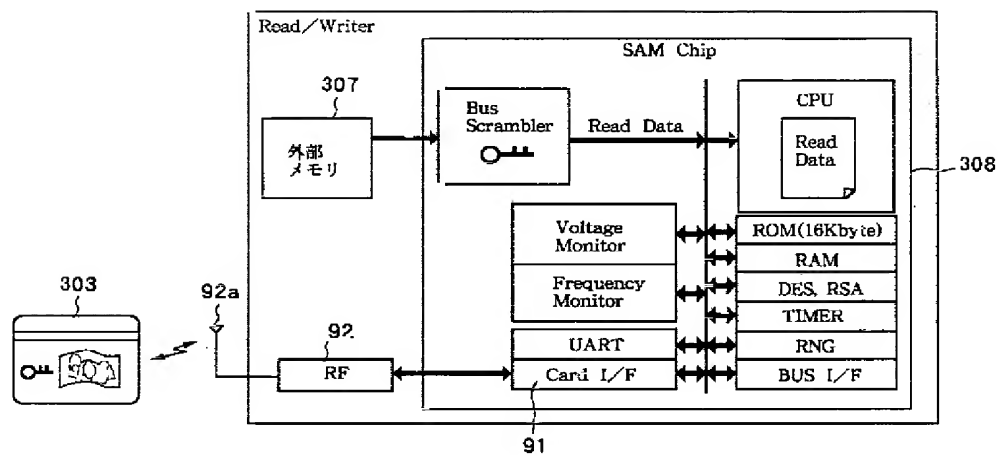 Read/Writer
SAM Chip
307
Bus
Scrambler
Read Data
CPU
Read
Data
外部
メモリ
308
Voltage
Monitor
ROM(16Kbyte)
RAM
Frequency
Monitor
DES, RSA
TIMER
303
92a
92
UART
RNG
RF
Card I/F
BUS I/F
91